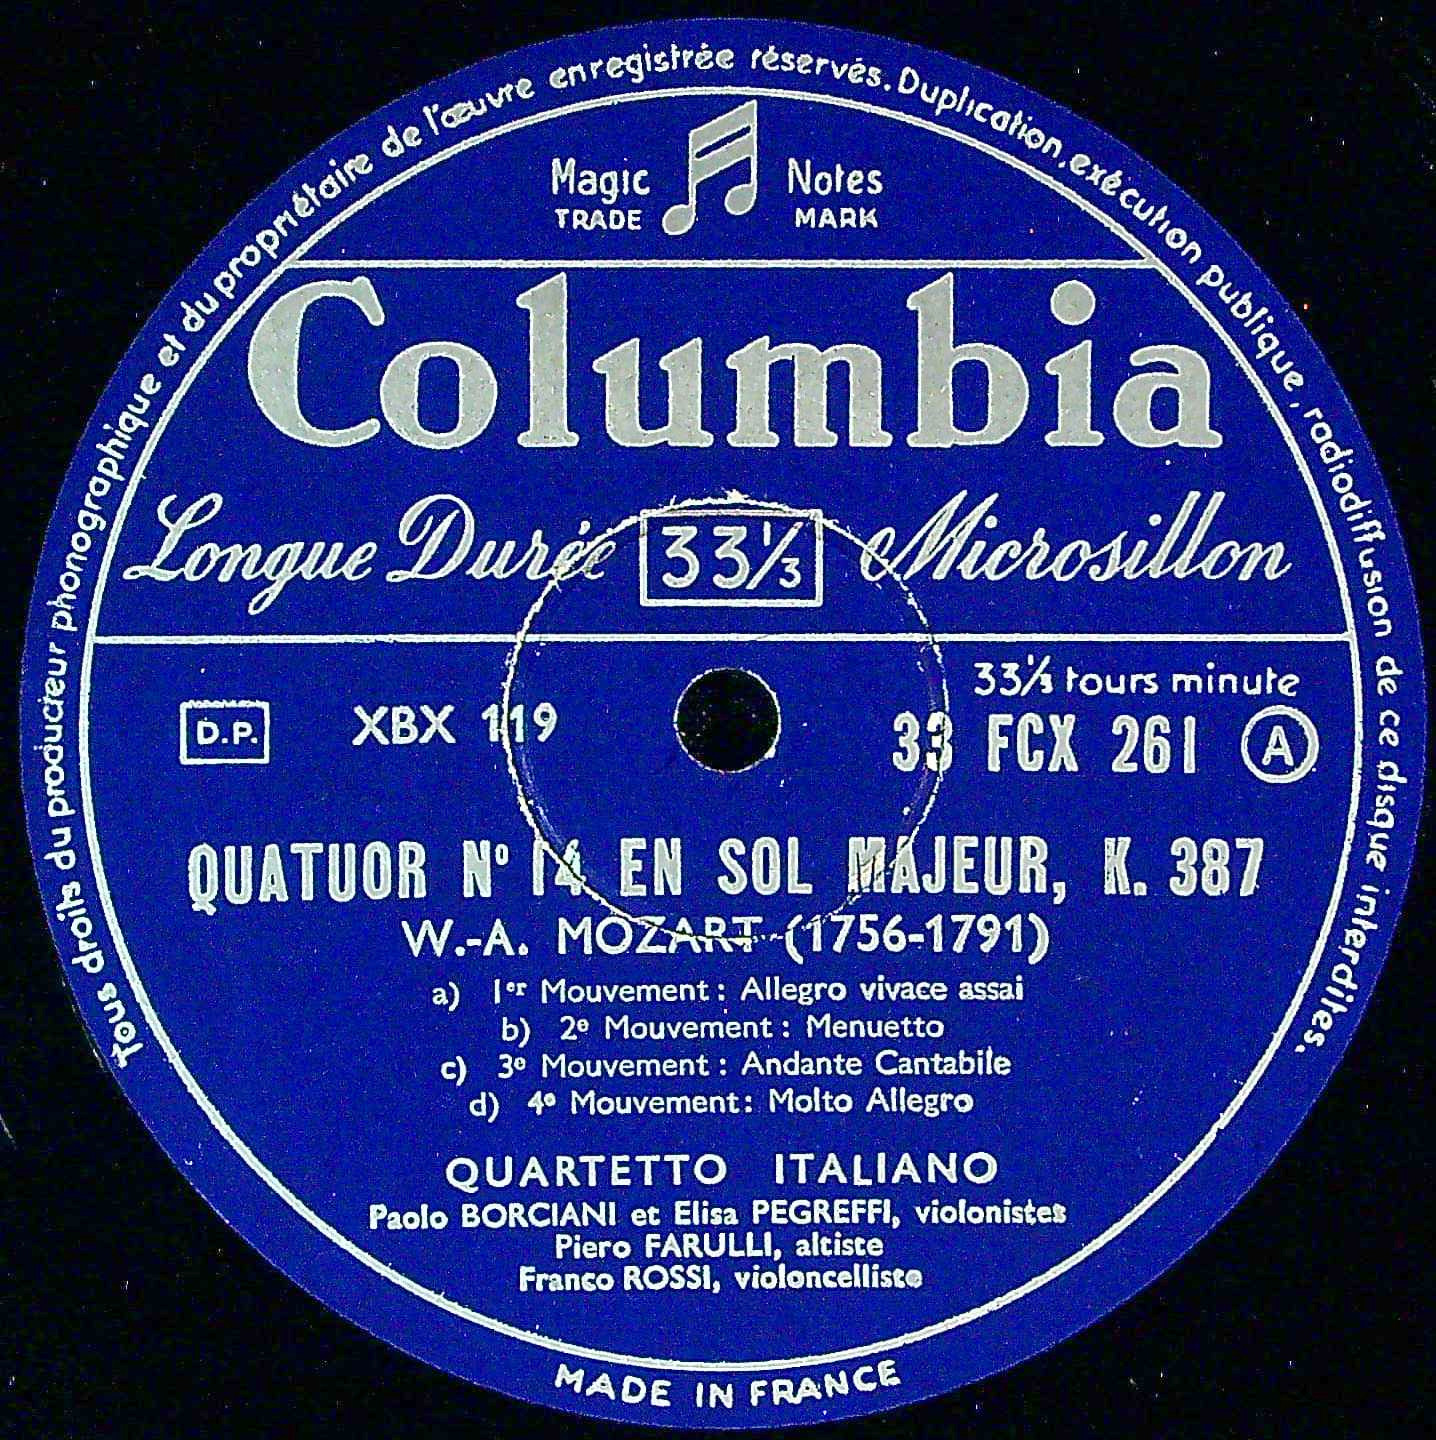 Tous droits du producteur phonographique et du propriétaire de l'œuvre enregistrée réservés. Duplication, exécution publique, radiodiffusion de ce disque interdites.
Magic Notes
TRADE MARK
Columbia
Longue Durée 33 1/3 Microsillon
33 1/3 tours minute
D.P. XBX 119 33 FCX 261 A
QUATUOR Nº 14 EN SOL MAJEUR, K. 387
W.-A. MOZART (1756-1791)
a) 1er Mouvement : Allegro vivace assai
b) 2e Mouvement : Menuetto
c) 3e Mouvement : Andante Cantabile
d) 4e Mouvement : Molto Allegro
QUARTETTO ITALIANO
Paolo BORCIANI et Elisa PEGREFFI, violonistes
Piero FARULLI, altiste
Franco ROSSI, violoncelliste
MADE IN FRANCE